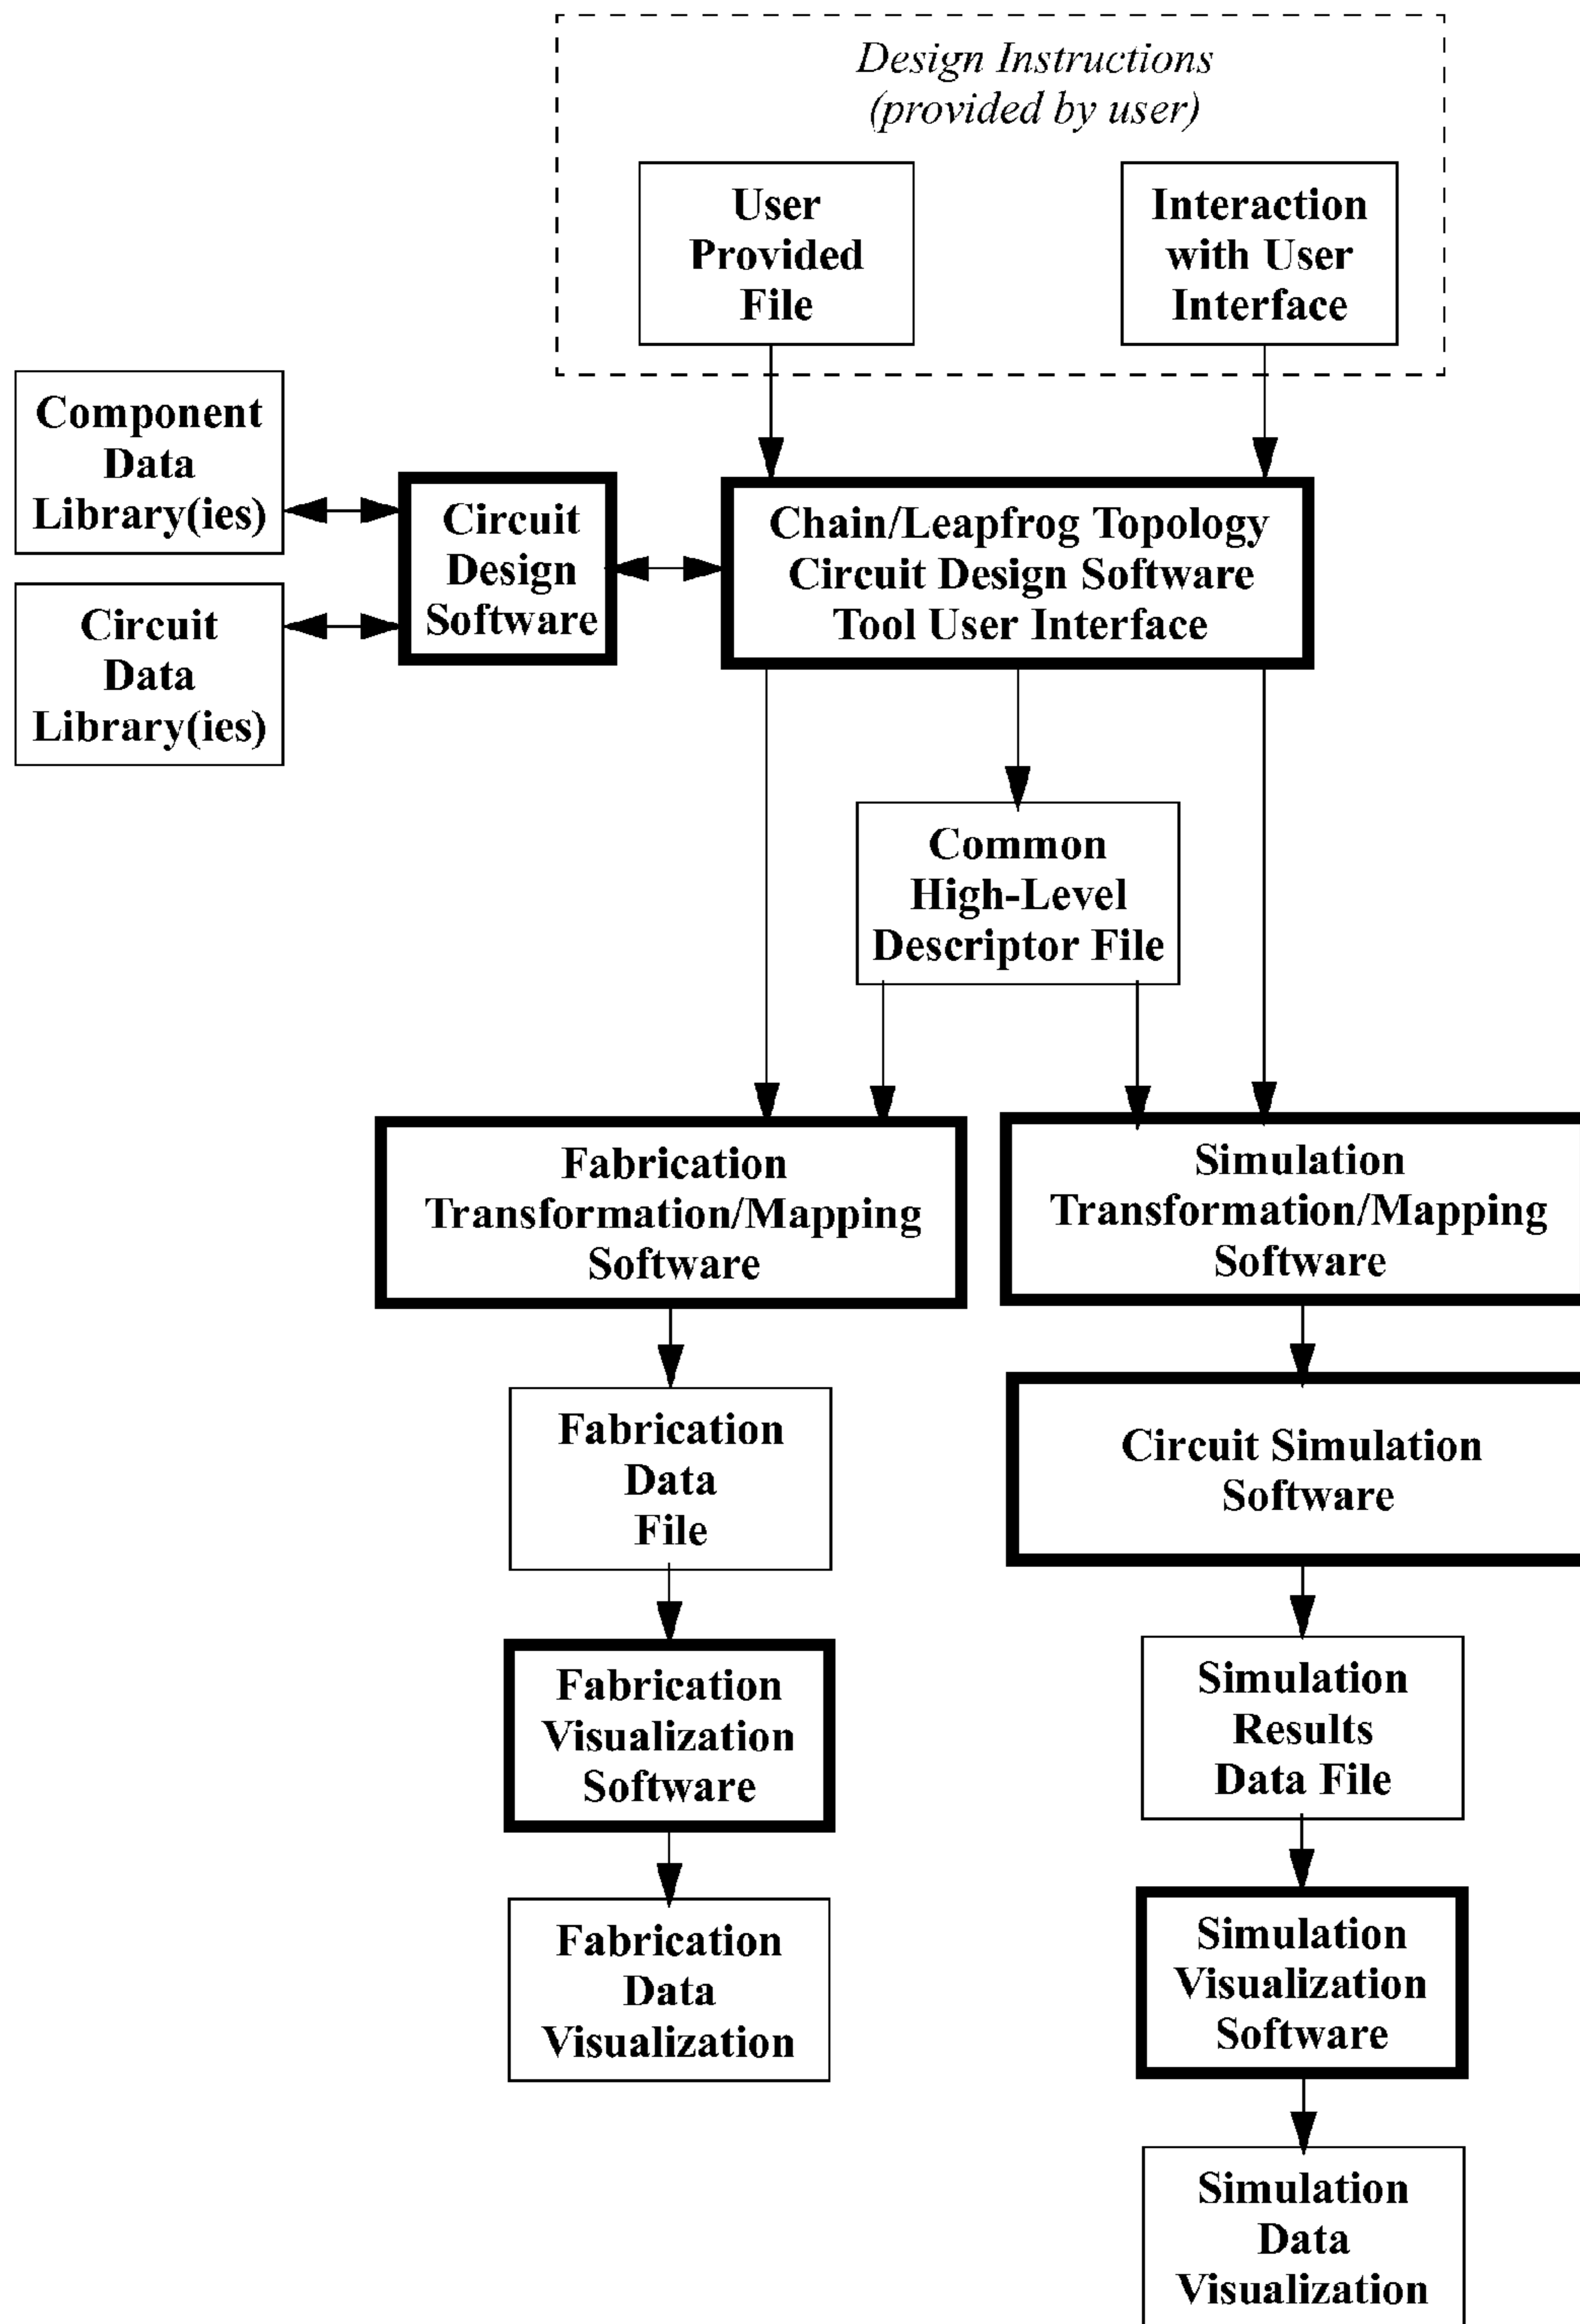 Design Instructions
(provided by user)
User
Provided
File
Interaction
with User
Interface
Component
Data
Library(ies)
Circuit
Data
Library(ies)
Circuit
Design
Software
Chain/Leapfrog Topology
Circuit Design Software
Tool User Interface
Common
High-Level
Descriptor File
Fabrication
Transformation/Mapping
Software
Simulation
Transformation/Mapping
Software
Fabrication
Data
File
Circuit Simulation
Software
Fabrication
Visualization
Software
Simulation
Results
Data File
Fabrication
Data
Visualization
Simulation
Visualization
Software
Simulation
Data
Visualization